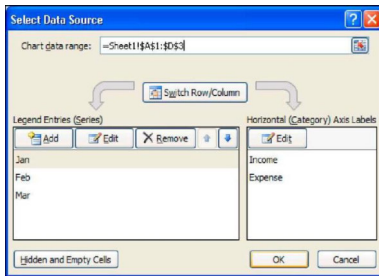 Select Data Source
Chart data range: =Sheet1!$A$1:$D$3
Switch Row/Column
Legend Entries (Series)
Horizontal (Category) Axis Labels
Add Edit Remove
Edit
Jan
Feb
Mar
Income
Expense
Hidden and Empty Cells
OK Cancel